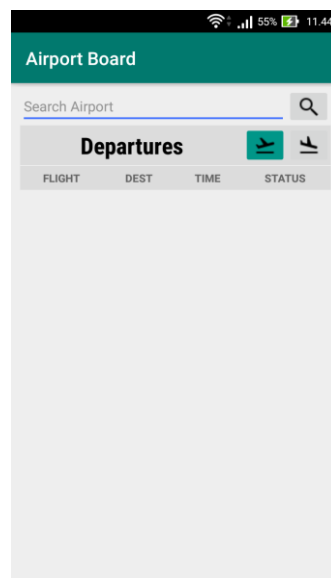 55% 11.44
Airport Board
Search Airport
Departures
FLIGHT DEST TIME STATUS